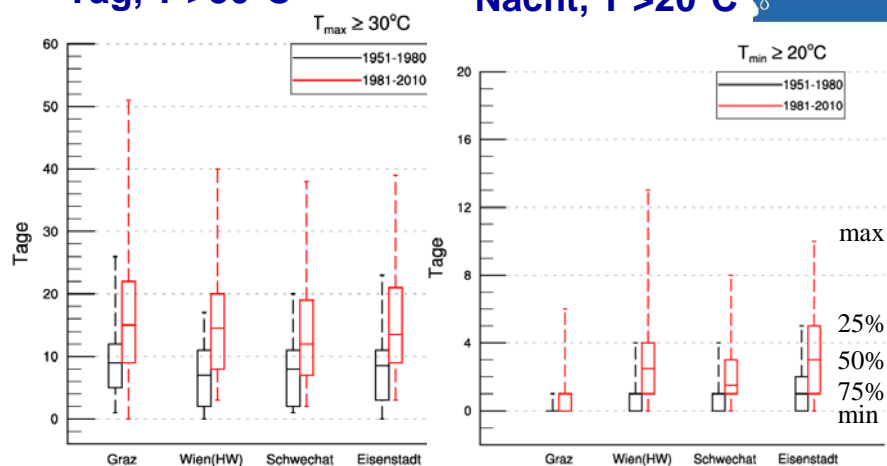 Nacht, T >20°C
Tmax ≥ 30°C
1951-1980
1981-2010
60
50
40
30
20
10
0
Tage
Graz Wien(HW) Schwechat Eisenstadt
Tmin ≥ 20°C
1951-1980
1981-2010
20
16
12
8
4
0
Tage
max
25%
50%
75%
min
Graz Wien(HW) Schwechat Eisenstadt